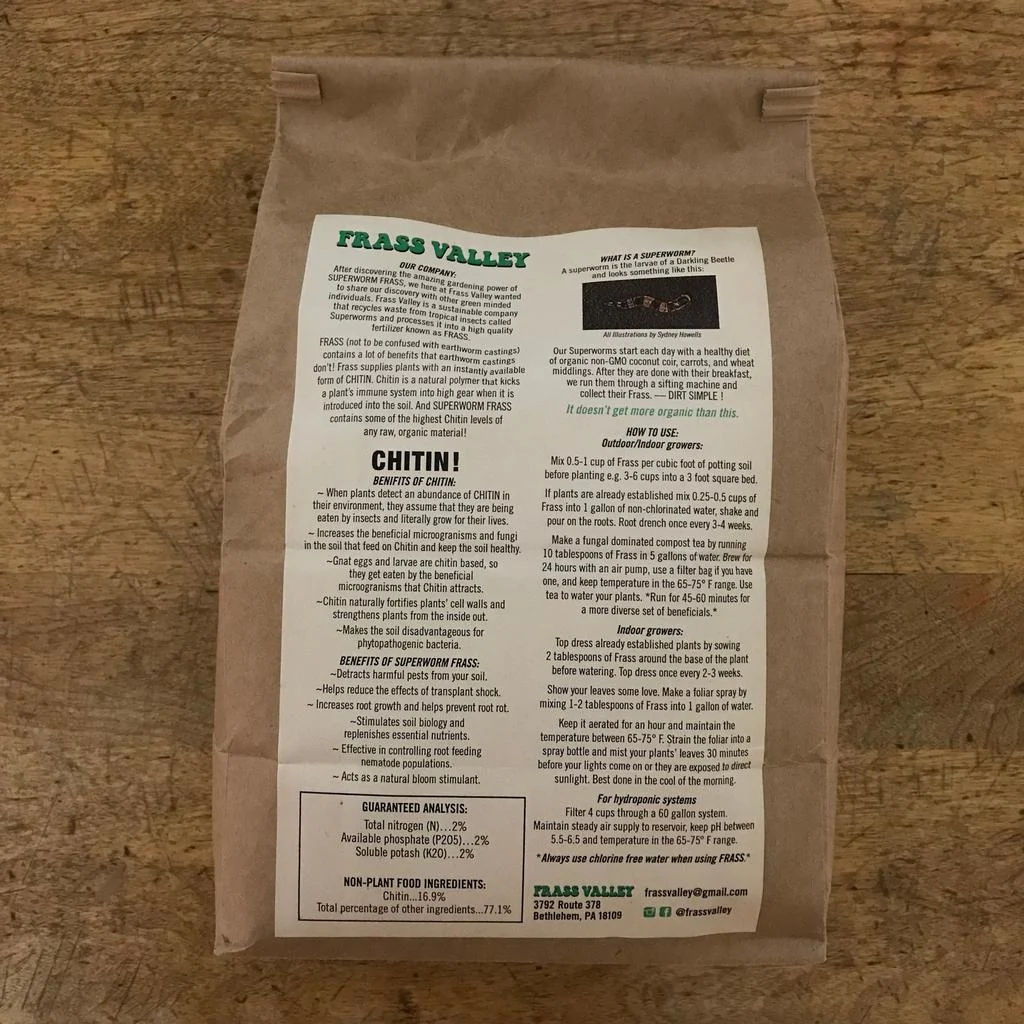 FRASS VALLEY
OUR COMPANY:
After discovering the amazing gardening power of
SUPERWORM FRASS, we here at Frass Valley wanted
to share our discovery with other green minded
individuals. Frass Valley is a sustainable company
that recycles waste from tropical insects called
Superworms and processes it into a high quality
fertilizer known as FRASS.
FRASS (not to be confused with earthworm castings)
contains a lot of benefits that earthworm castings
don't! Frass supplies plants with an instantly available
form of CHITIN. Chitin is a natural polymer that kicks
a plant's immune system into high gear when it is
introduced into the soil. And SUPERWORM FRASS
contains some of the highest Chitin levels of
any raw, organic material!
CHITIN!
BENEFITS OF CHITIN:
~ When plants detect an abundance of CHITIN in
their environment, they assume that they are being
eaten by insects and literally grow for their lives.
~ Increases the beneficial microogranisms and fungi
in the soil that feed on Chitin and keep the soil healthy.
~Gnat eggs and larvae are chitin based, so
they get eaten by the beneficial
microogranisms that Chitin attracts.
~Chitin naturally fortifies plants' cell walls and
strengthens plants from the inside out.
~Makes the soil disadvantageous for
phytopathogenic bacteria.
BENEFITS OF SUPERWORM FRASS:
~Detracts harmful pests from your soil.
~Helps reduce the effects of transplant shock.
~ Increases root growth and helps prevent root rot.
~Stimulates soil biology and
replenishes essential nutrients.
~ Effective in controlling root feeding
nematode populations.
~ Acts as a natural bloom stimulant.
GUARANTEED ANALYSIS:
Total nitrogen (N)...2%
Available phosphate (P2O5)...2%
Soluble potash (K2O)...2%
NON-PLANT FOOD INGREDIENTS:
Chitin...16.9%
Total percentage of other ingredients...77.1%
WHAT IS A SUPERWORM?
A superworm is the larvae of a Darkling Beetle
and looks something like this:
All Illustrations by Sydney Howells
Our Superworms start each day with a healthy diet
of organic non-GMO coconut coir, carrots, and wheat
middlings. After they are done with their breakfast,
we run them through a sifting machine and
collect their Frass. — DIRT SIMPLE !
It doesn't get more organic than this.
HOW TO USE:
Outdoor/Indoor growers:
Mix 0.5-1 cup of Frass per cubic foot of potting soil
before planting e.g. 3-6 cups into a 3 foot square bed.
If plants are already established mix 0.25-0.5 cups of
Frass into 1 gallon of non-chlorinated water, shake and
pour on the roots. Root drench once every 3-4 weeks.
Make a fungal dominated compost tea by running
10 tablespoons of Frass in 5 gallons of water. Brew for
24 hours with an air pump, use a filter bag if you have
one, and keep temperature in the 65-75° F range. Use
tea to water your plants. *Run for 45-60 minutes for
a more diverse set of beneficials.*
Indoor growers:
Top dress already established plants by sowing
2 tablespoons of Frass around the base of the plant
before watering. Top dress once every 2-3 weeks.
Show your leaves some love. Make a foliar spray by
mixing 1-2 tablespoons of Frass into 1 gallon of water.
Keep it aerated for an hour and maintain the
temperature between 65-75° F. Strain the foliar into a
spray bottle and mist your plants' leaves 30 minutes
before your lights come on or they are exposed to direct
sunlight. Best done in the cool of the morning.
For hydroponic systems
Filter 4 cups through a 60 gallon system.
Maintain steady air supply to reservoir, keep pH between
5.5-6.5 and temperature in the 65-75° F range.
*Always use chlorine free water when using FRASS.*
FRASS VALLEY frassvalley@gmail.com
3792 Route 378
Bethlehem, PA 18109 @frassvalley